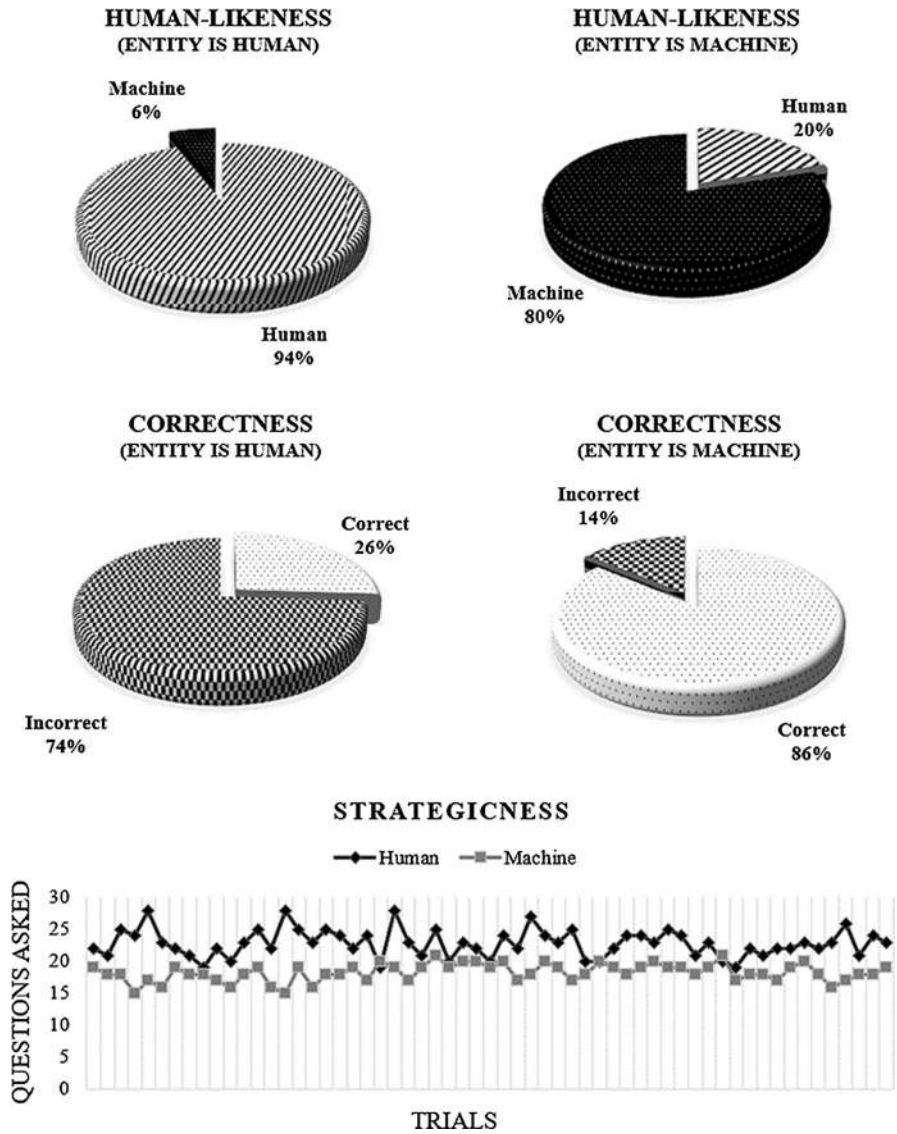 HUMAN-LIKENESS
(ENTITY IS HUMAN)
Machine
6%
Human
94%
HUMAN-LIKENESS
(ENTITY IS MACHINE)
Human
20%
Machine
80%
CORRECTNESS
(ENTITY IS HUMAN)
Correct
26%
Incorrect
74%
CORRECTNESS
(ENTITY IS MACHINE)
Incorrect
14%
Correct
86%
STRATEGICNESS
Human Machine
QUESTIONS ASKED
30
25
20
15
10
5
0
TRIALS